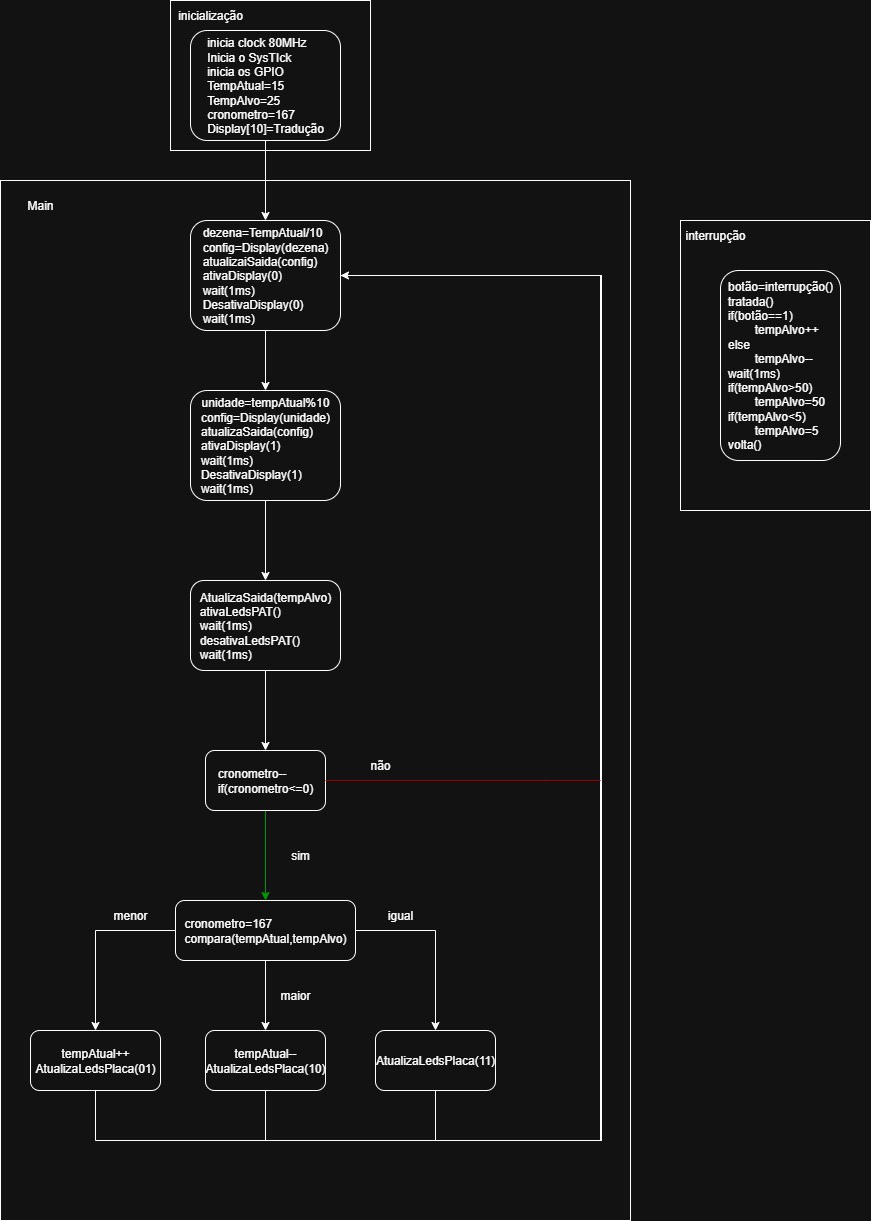 inicialização
inicia clock 80MHz
Inicia o SysTIck
inicia os GPIO
TempAtual=15
TempAlvo=25
cronometro=167
Display[10]=Tradução
Main
dezena=TempAtual/10
config=Display(dezena)
atualizaiSaida(config)
ativaDisplay(0)
wait(1ms)
DesativaDisplay(0)
wait(1ms)
unidade=tempAtual%10
config=Display(unidade)
atualizaSaida(config)
ativaDisplay(1)
wait(1ms)
DesativaDisplay(1)
wait(1ms)
AtualizaSaida(tempAlvo)
ativaLedsPAT()
wait(1ms)
desativaLedsPAT()
wait(1ms)
cronometro--
if(cronometro<=0)
não
sim
cronometro=167
compara(tempAtual,tempAlvo)
menor
maior
igual
tempAtual++
AtualizaLedsPlaca(01)
tempAtual--
AtualizaLedsPlaca(10)
AtualizaLedsPlaca(11)
interrupção
botão=interrupção()
tratada()
if(botão==1)
tempAlvo++
else
tempAlvo--
wait(1ms)
if(tempAlvo>50)
tempAlvo=50
if(tempAlvo<5)
tempAlvo=5
volta()